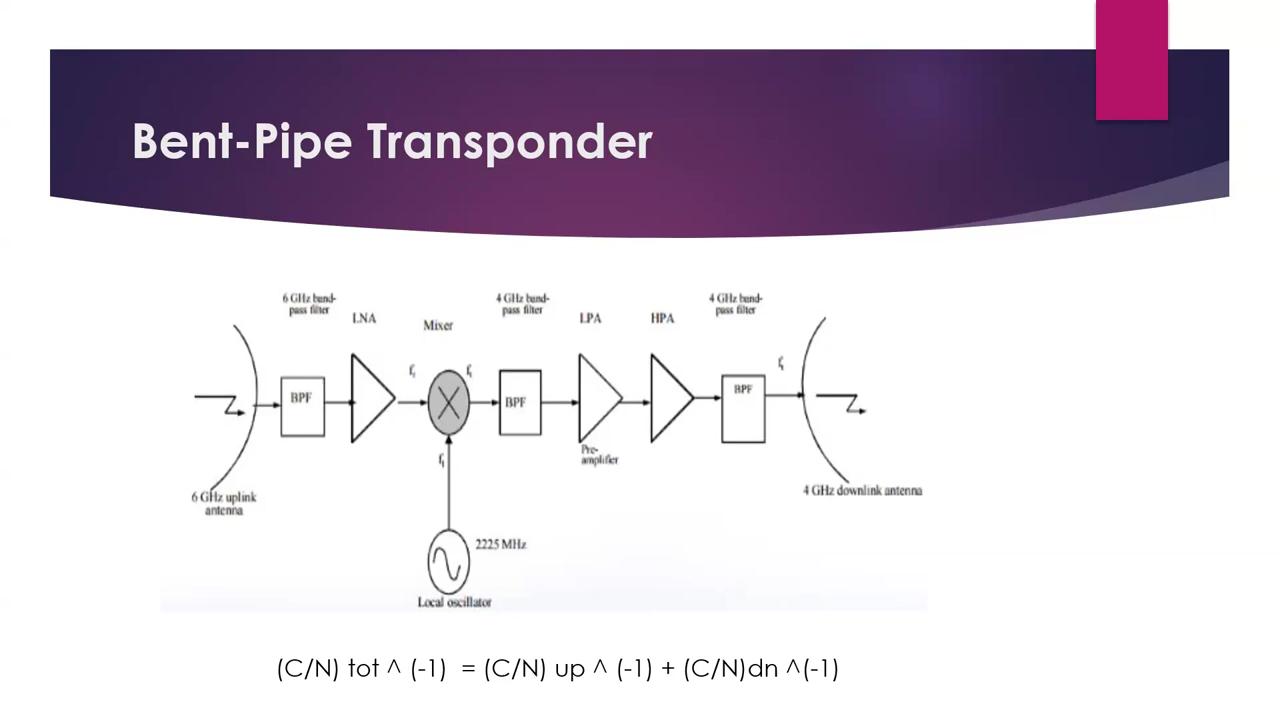 Bent-Pipe Transponder
6 GHz band-
pass filter
LNA
Mixer
4 GHz band-
pass filter
LPA
HPA
4 GHz band-
pass filter
BPF
BPF
BPF
Pre-
amplifier
6 GHz uplink
antenna
4 GHz downlink antenna
2225 MHz
Local oscillator
(C/N) tot ^ (-1) = (C/N) up ^ (-1) + (C/N)dn ^(-1)